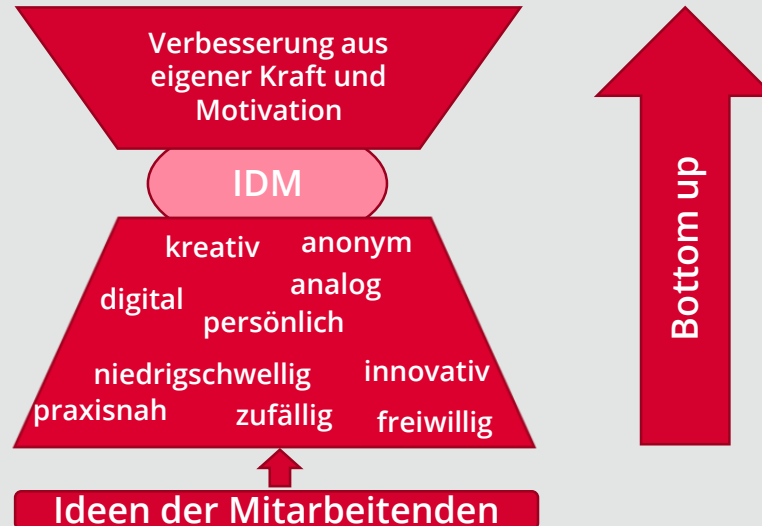 Verbesserung aus
eigener Kraft und
Motivation
IDM
kreativ anonym
digital analog
persönlich
niedrigschwellig innovativ
praxisnah zufällig freiwillig
Ideen der Mitarbeitenden
Bottom up